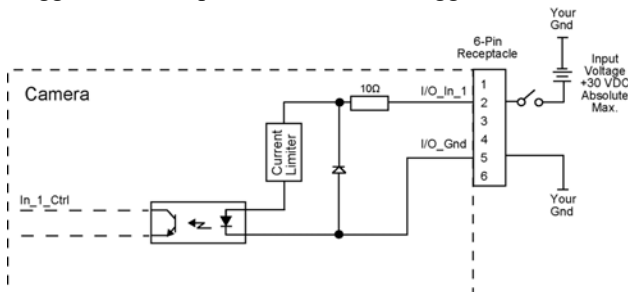 Your
Gnd
6-Pin
Receptacle
Input
Voltage
+30 VDC
Absolute
Max.
Camera
10Ω
I/O_In_1
1
2
3
4
5
6
I/O_Gnd
Current
Limiter
In_1_Ctrl
Your
Gnd